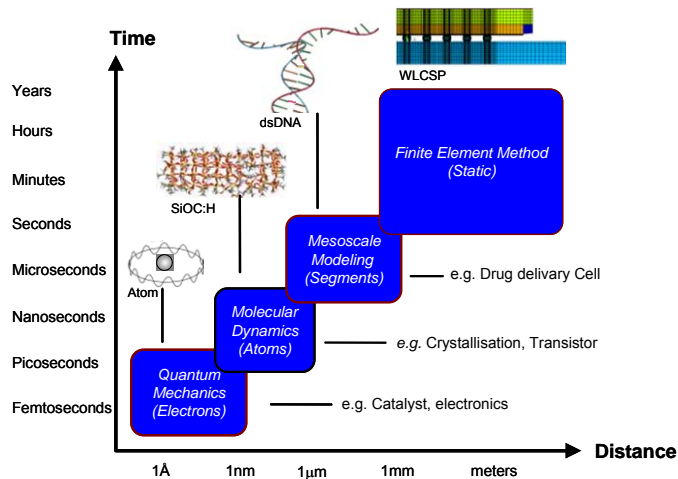 Time
WLCSP
Years
dsDNA
Hours
Finite Element Method
(Static)
Minutes
SiOC:H
Seconds
Mesoscale
Modeling
(Segments)
Microseconds
e.g. Drug delivary Cell
Atom
Nanoseconds
Molecular
Dynamics
(Atoms)
e.g. Crystallisation, Transistor
Picoseconds
Quantum
Mechanics
(Electrons)
Femtoseconds
e.g. Catalyst, electronics
Distance
1Å 1nm 1μm 1mm meters